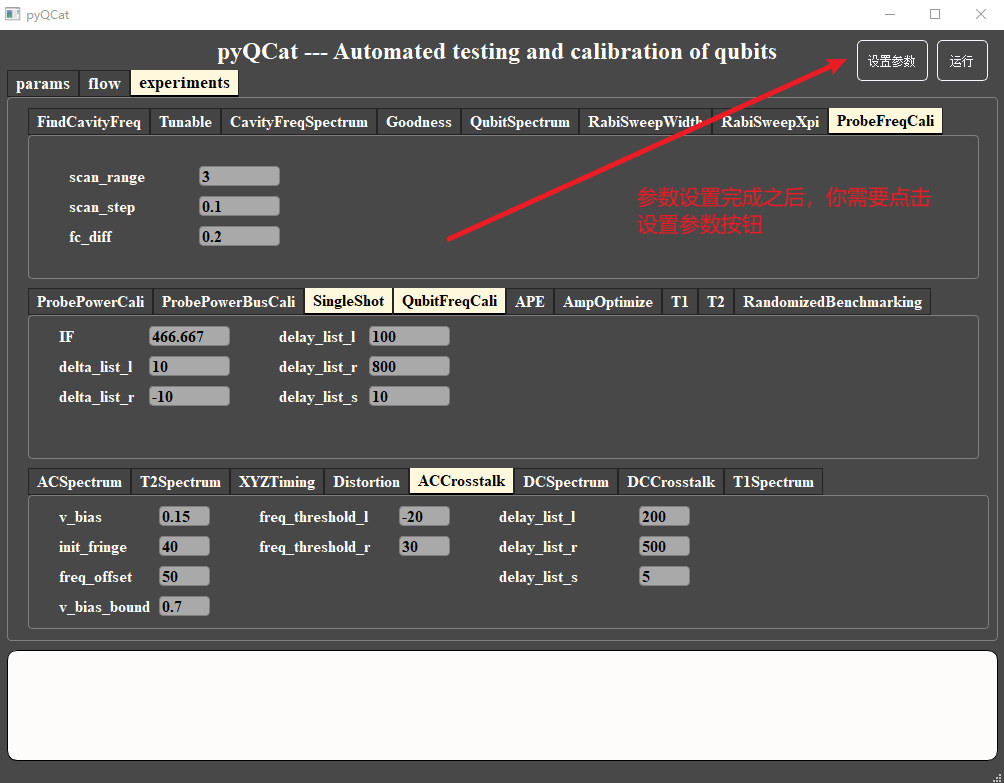 pyQCat
pyQCat --- Automated testing and calibration of qubits
设置参数 运行
params flow experiments
FindCavityFreq Tunable CavityFreqSpectrum Goodness QubitSpectrum RabiSweepWidth RabiSweepXpi ProbeFreqCali
scan_range 3
scan_step 0.1
fc_diff 0.2
参数设置完成之后，你需要点击
设置参数按钮
ProbePowerCali ProbePowerBusCali SingleShot QubitFreqCali APE AmpOptimize T1 T2 RandomizedBenchmarking
IF 466.667 delay_list_l 100
delta_list_l 10 delay_list_r 800
delta_list_r -10 delay_list_s 10
ACSpectrum T2Spectrum XYZTiming Distortion ACCrosstalk DCSpectrum DCCrosstalk T1Spectrum
v_bias 0.15 freq_threshold_l -20 delay_list_l 200
init_fringe 40 freq_threshold_r 30 delay_list_r 500
freq_offset 50 delay_list_s 5
v_bias_bound 0.7